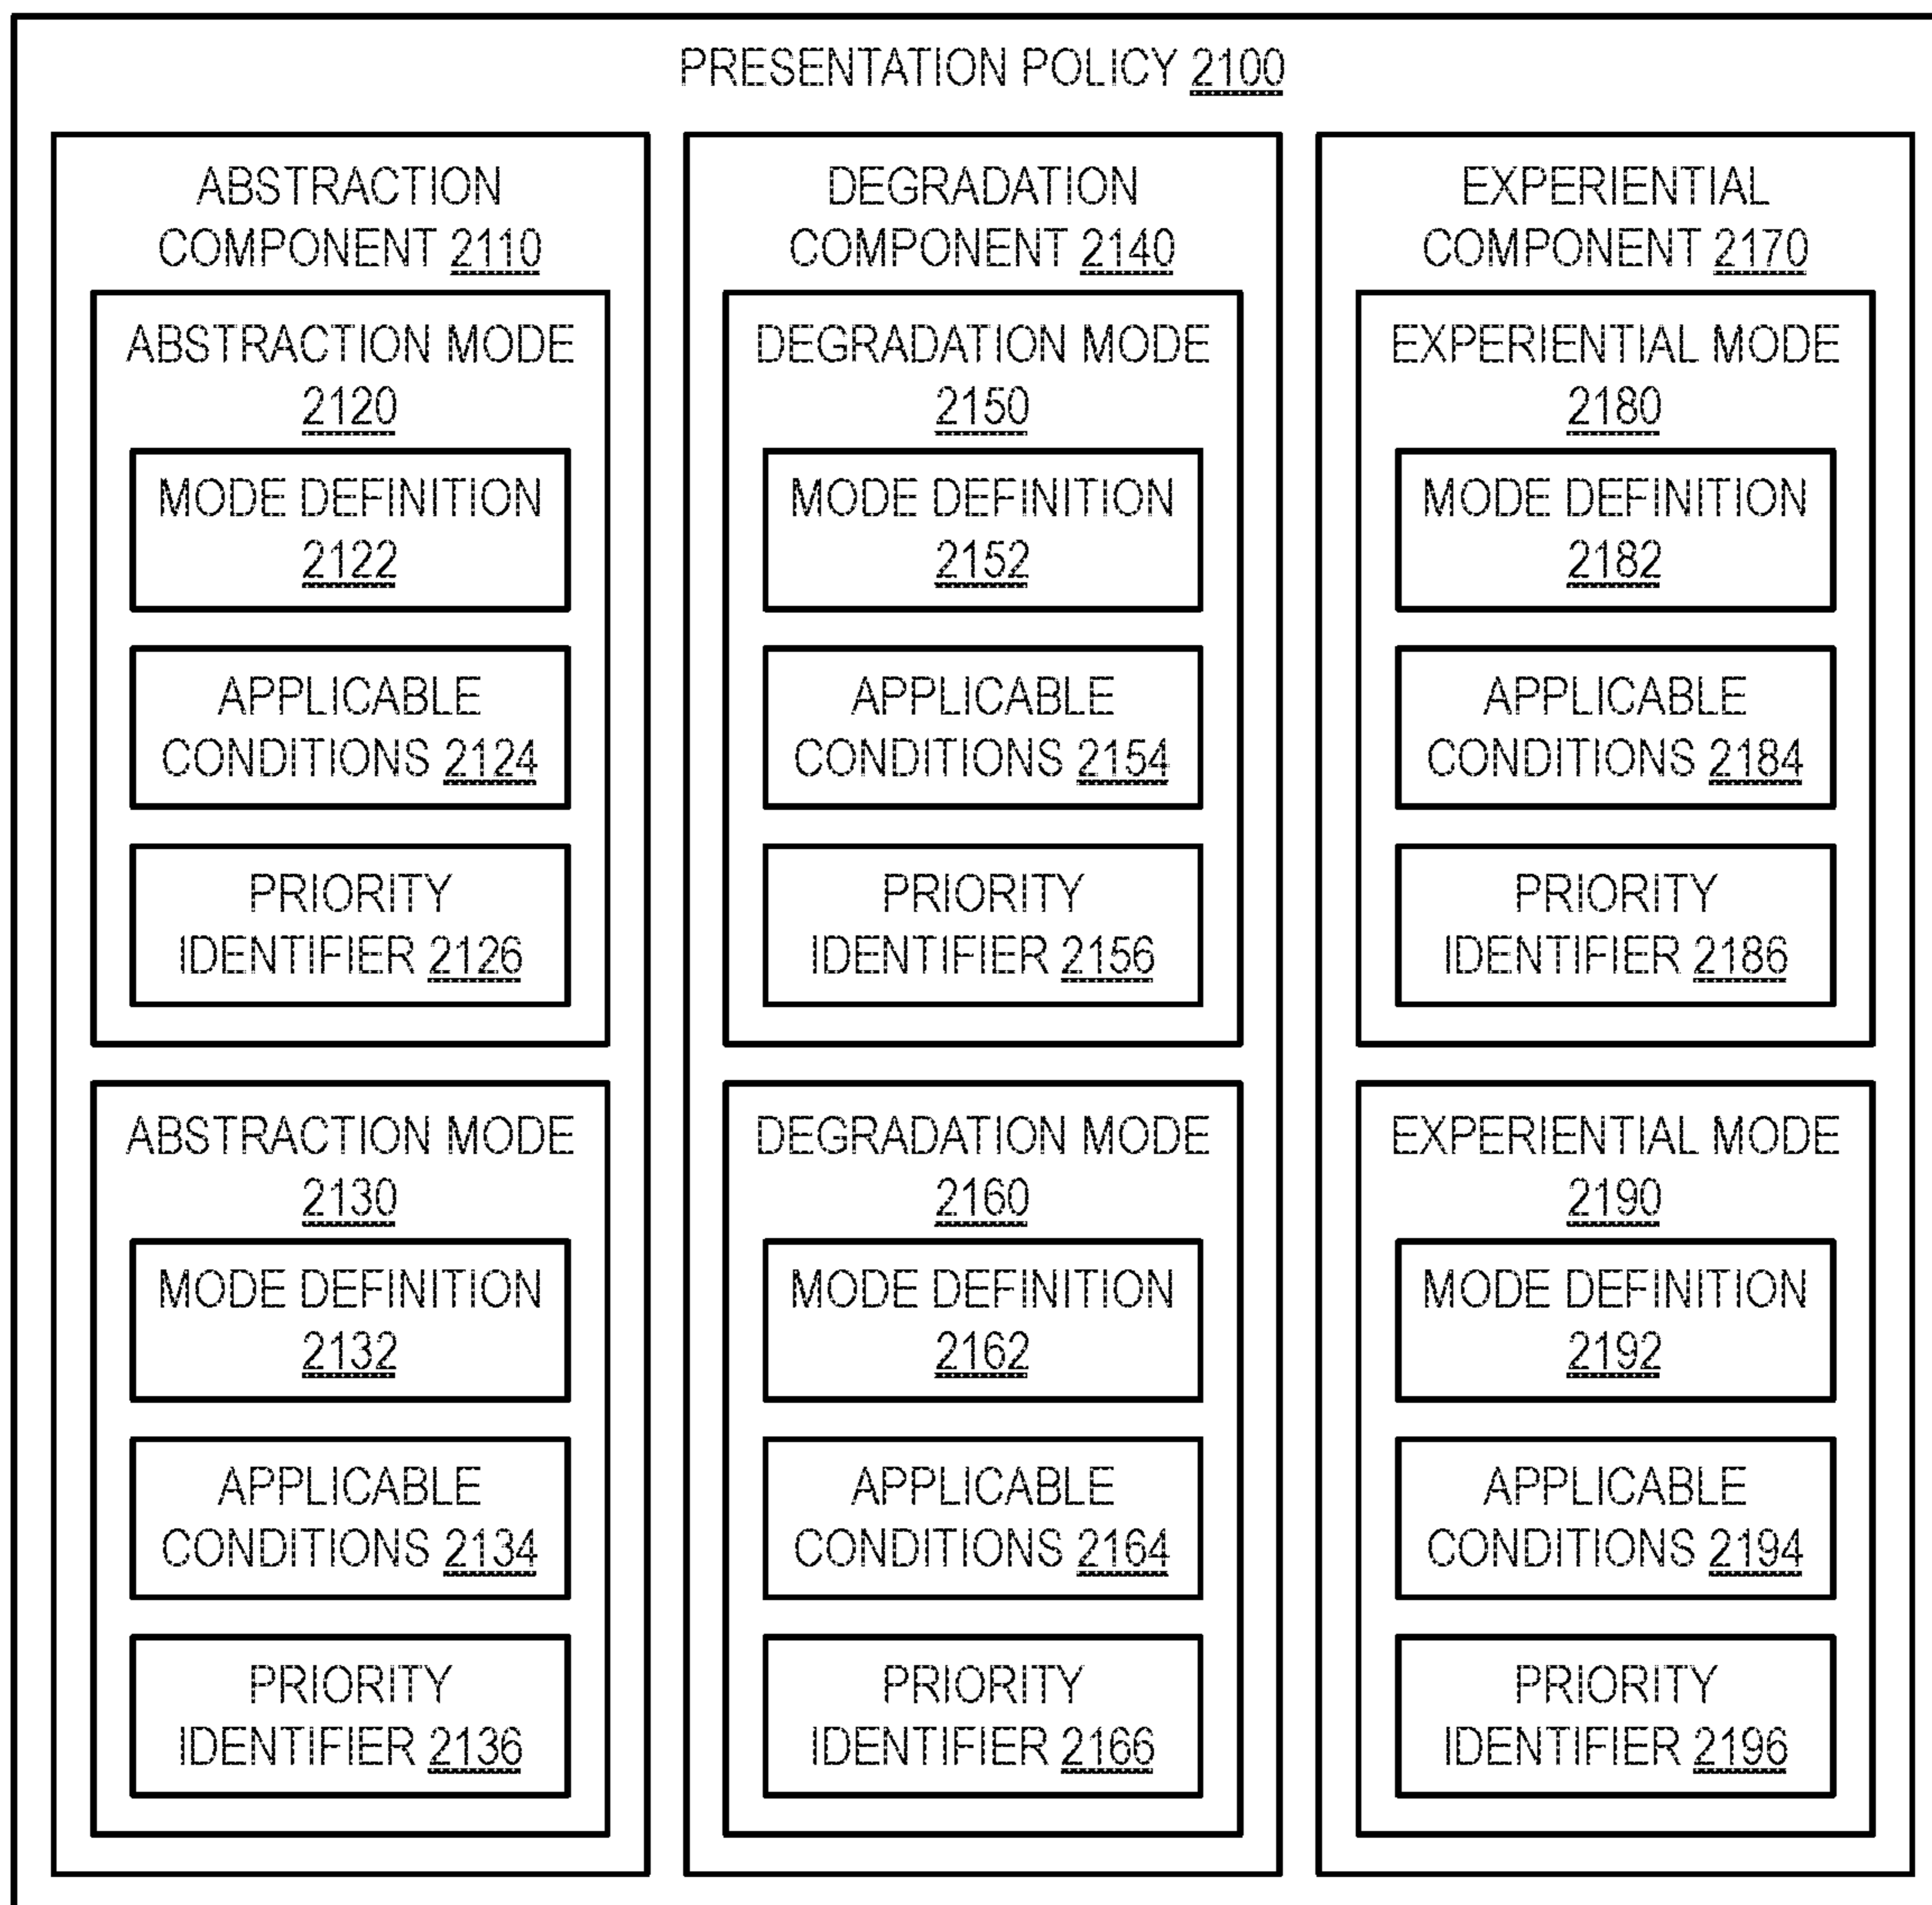 PRESENTATION POLICY 2100
ABSTRACTION
COMPONENT 2110
ABSTRACTION MODE
2120
MODE DEFINITION
2122
APPLICABLE
CONDITIONS 2124
PRIORITY
IDENTIFIER 2126
ABSTRACTION MODE
2130
MODE DEFINITION
2132
APPLICABLE
CONDITIONS 2134
PRIORITY
IDENTIFIER 2136
DEGRADATION
COMPONENT 2140
DEGRADATION MODE
2150
MODE DEFINITION
2152
APPLICABLE
CONDITIONS 2154
PRIORITY
IDENTIFIER 2156
DEGRADATION MODE
2160
MODE DEFINITION
2162
APPLICABLE
CONDITIONS 2164
PRIORITY
IDENTIFIER 2166
EXPERIENTIAL
COMPONENT 2170
EXPERIENTIAL MODE
2180
MODE DEFINITION
2182
APPLICABLE
CONDITIONS 2184
PRIORITY
IDENTIFIER 2186
EXPERIENTIAL MODE
2190
MODE DEFINITION
2192
APPLICABLE
CONDITIONS 2194
PRIORITY
IDENTIFIER 2196